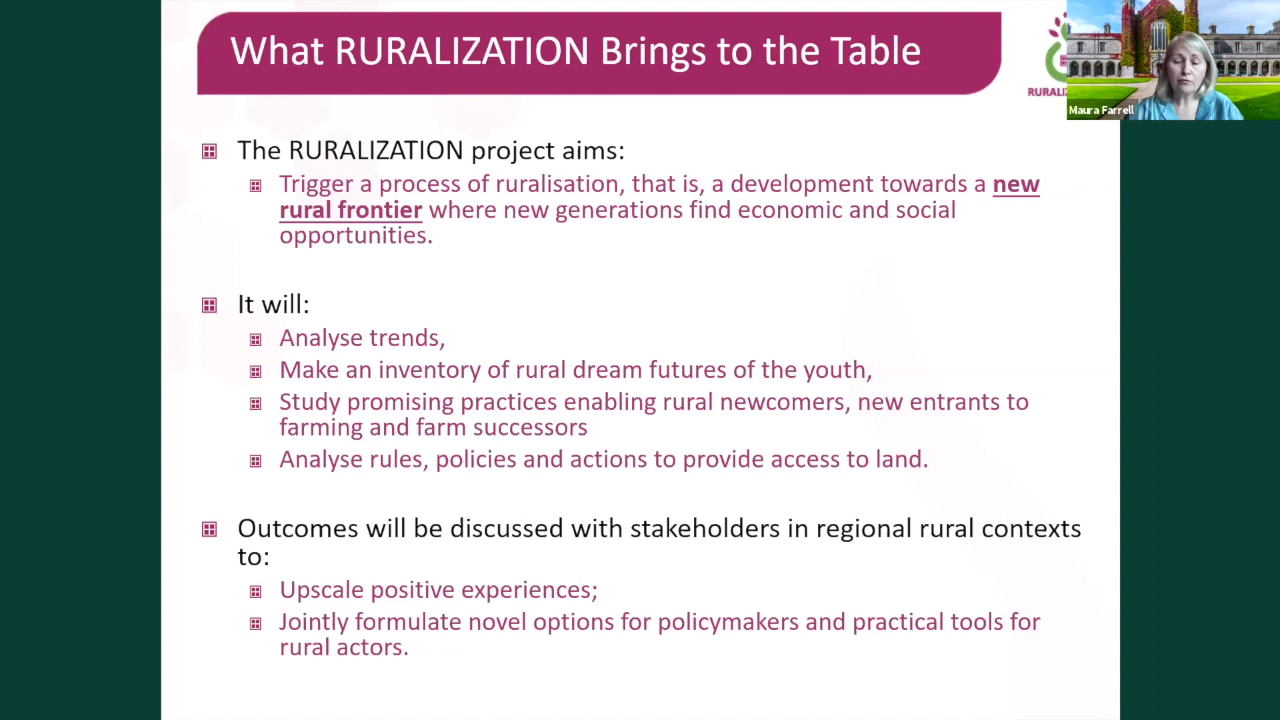 What RURALIZATION Brings to the Table
Maura Farrell
The RURALIZATION project aims:
Trigger a process of ruralisation, that is, a development towards a new
rural frontier where new generations find economic and social
opportunities.
It will:
Analyse trends,
Make an inventory of rural dream futures of the youth,
Study promising practices enabling rural newcomers, new entrants to
farming and farm successors
Analyse rules, policies and actions to provide access to land.
Outcomes will be discussed with stakeholders in regional rural contexts
to:
Upscale positive experiences;
Jointly formulate novel options for policymakers and practical tools for
rural actors.